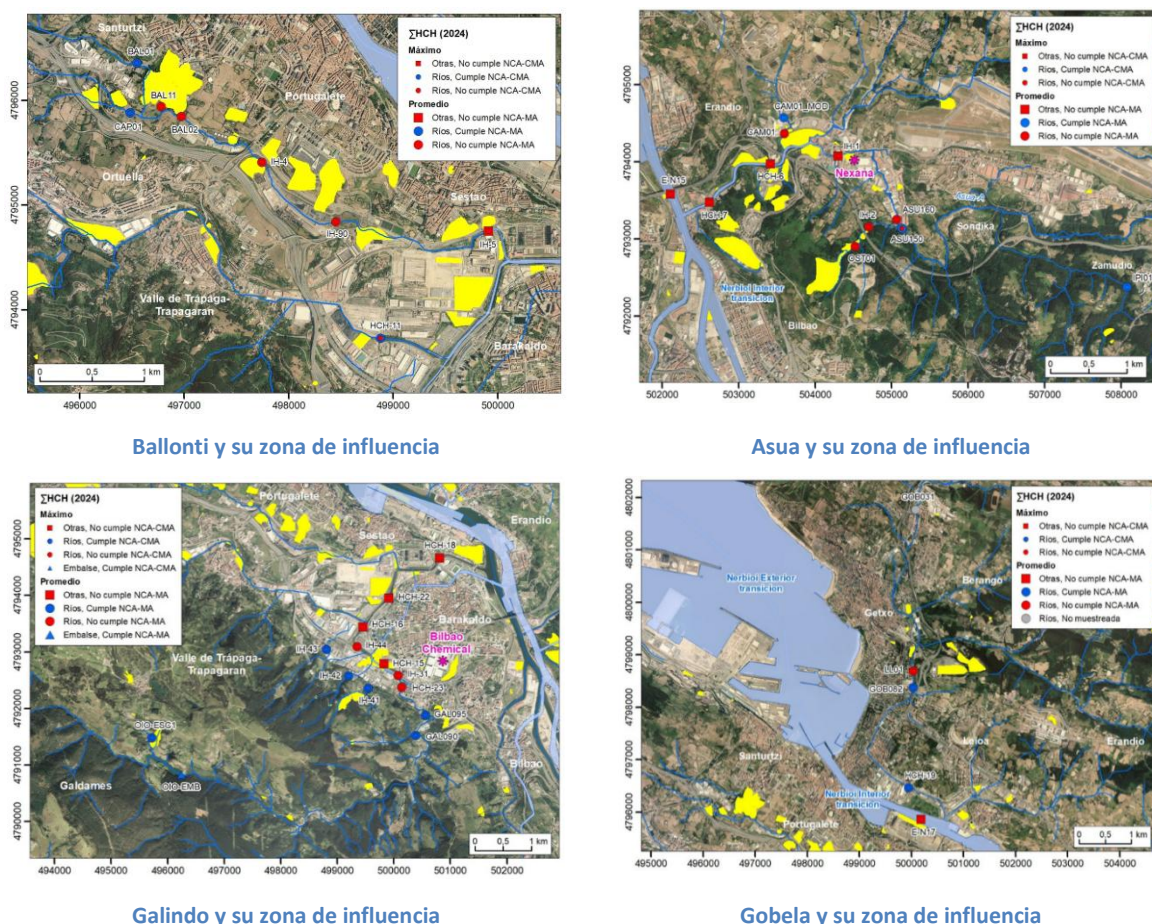 Santurtzi
BAL01
BAL11
CAP01
BAL02
Portugalete
IH-4
Ortuella
Sestao
IH-90
IH-5
Valle de Trápaga-
Trapagaran
HCH-11
Barakaldo
4796000
4795000
4794000
496000 497000 498000 499000 500000
0 0,5 1 km
∑HCH (2024)
Máximo
Otras, No cumple NCA-CMA
Ríos, Cumple NCA-CMA
Ríos, No cumple NCA-CMA
Promedio
Otras, No cumple NCA-MA
Ríos, Cumple NCA-MA
Ríos, No cumple NCA-MA
Ballonti y su zona de influencia
∑HCH (2024)
Máximo
Otras, No cumple NCA-CMA
Ríos, Cumple NCA-CMA
Ríos, No cumple NCA-CMA
Promedio
Otras, No cumple NCA-MA
Ríos, Cumple NCA-MA
Ríos, No cumple NCA-MA
Erandio
CAM01_MOD
CAM01
IH-1
HCH-6
Nexana
E-N15
HCH-7
IH-2
ASU160
ASU150
CST01
Sondika
Zamudio
Nerbioi Interior
transicion
Bilbao
4795000
4794000
4793000
4792000
502000 503000 504000 505000 506000 507000 508000
0 0,5 1 km
Asua y su zona de influencia
∑HCH (2024)
Máximo
Otras, No cumple NCA-CMA
Ríos, Cumple NCA-CMA
Ríos, No cumple NCA-CMA
Embalse, Cumple NCA-CMA
Promedio
Otras, No cumple NCA-MA
Ríos, Cumple NCA-MA
Ríos, No cumple NCA-MA
Embalse, Cumple NCA-MA
Portugalete
Erandio
Sestao
HCH-18
HCH-22
HCH-16
Barakaldo
IH-44
Bilbao
Chemical
IH-43
HCH-15
IH-31
IH-42
HCH-23
IH-41
Valle de Trápaga-
Trapagaran
GAL095
GAL090
OIO-EMB
Galdames
Bilbao
4795000
4794000
4793000
4792000
4791000
4790000
494000 495000 496000 497000 498000 499000 500000 501000 502000
0 0,5 1 km
Galindo y su zona de influencia
∑HCH (2024)
Máximo
Otras, No cumple NCA-CMA
Ríos, Cumple NCA-CMA
Ríos, No cumple NCA-CMA
Promedio
Otras, No cumple NCA-MA
Ríos, Cumple NCA-MA
Ríos, No cumple NCA-MA
Ríos, No muestreada
Nerbioi Exterior
transicion
Getxo
Berango
LL01
GOB082
Leioa
Erandio
Santurtzi
HCH-19
Nerbioi Interior
transicion
E-N17
Portugalete
4802000
4801000
4800000
4799000
4798000
4797000
4796000
495000 496000 497000 498000 499000 500000 501000 502000 503000 504000
0 0,5 1 km
Gobela y su zona de influencia